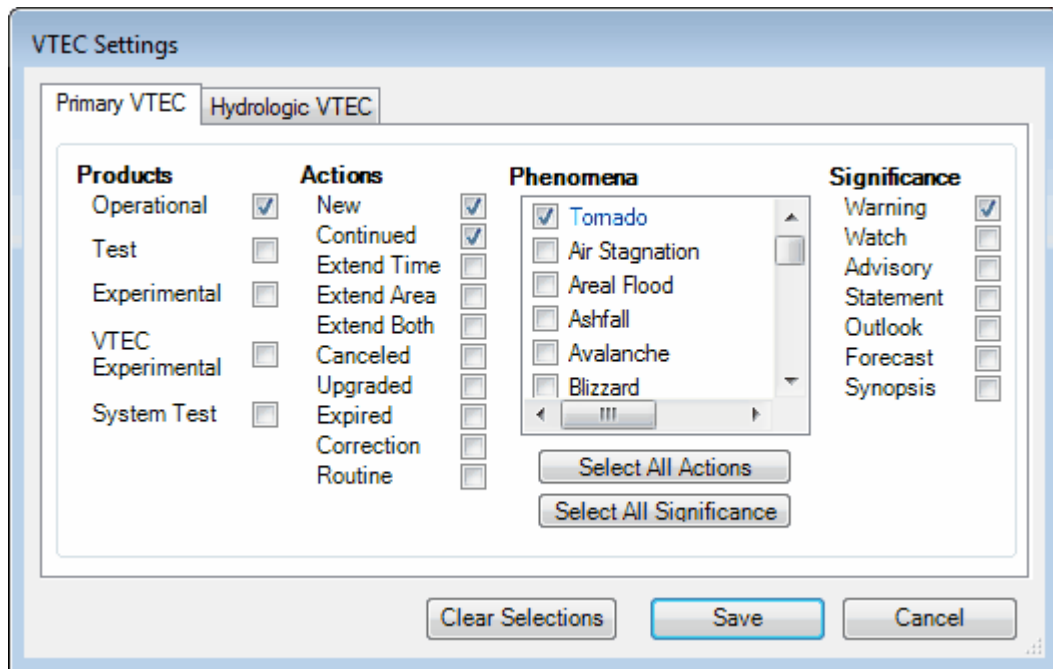 VTEC Settings
Primary VTEC
Hydrologic VTEC
Products
Operational
Test
Experimental
VTEC
Experimental
System Test
Actions
New
Continued
Extend Time
Extend Area
Extend Both
Canceled
Upgraded
Expired
Correction
Routine
Phenomena
Tornado
Air Stagnation
Areal Flood
Ashfall
Avalanche
Blizzard
Select All Actions
Select All Significance
Significance
Warning
Watch
Advisory
Statement
Outlook
Forecast
Synopsis
Clear Selections
Save
Cancel